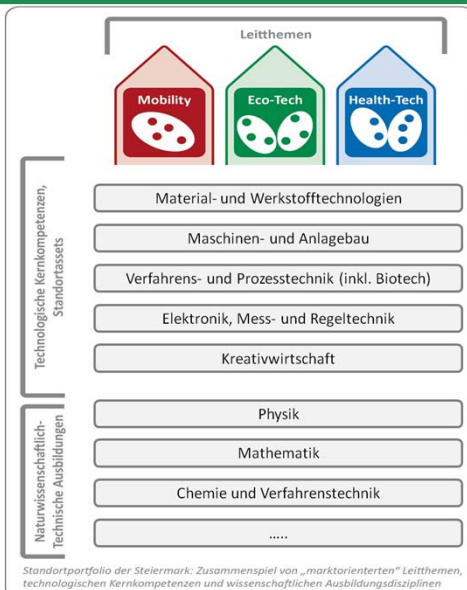 Leitthemen
Mobility
Eco-Tech
Health-Tech
Technologische Kernkompetenzen,
Standortassets
Material- und Werkstofftechnologien
Maschinen- und Anlagebau
Verfahrens- und Prozesstechnik (inkl. Biotech)
Elektronik, Mess- und Regeltechnik
Kreativwirtschaft
Naturwissenschaftlich-
Technische Ausbildungen
Physik
Mathematik
Chemie und Verfahrenstechnik
.....
Standortportfolio der Steiermark: Zusammenspiel von „marktorienterten“ Leitthemen,
technologischen Kernkompetenzen und wissenschaftlichen Ausbildungsdisziplinen